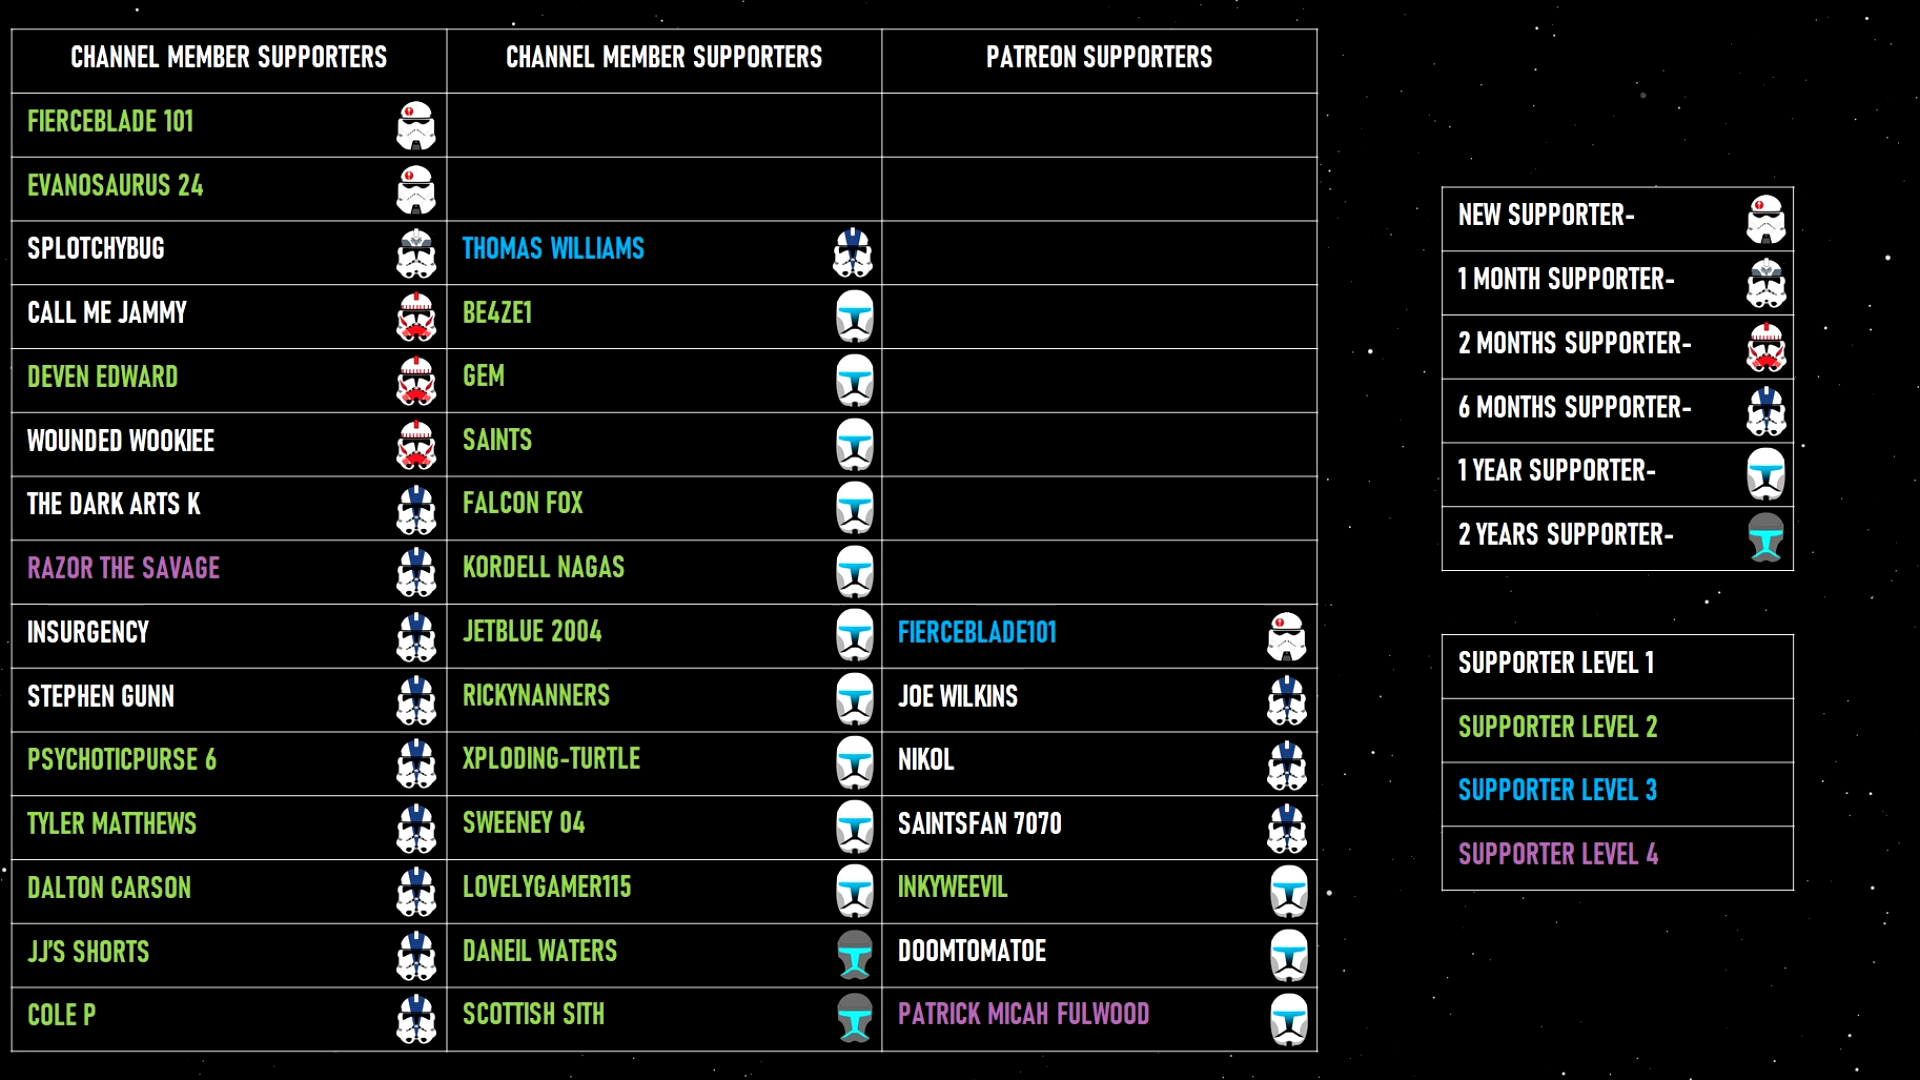 CHANNEL MEMBER SUPPORTERS CHANNEL MEMBER SUPPORTERS PATREON SUPPORTERS
FIERCEBLADE 101
EVANOSAURUS 24
SPLOTCHYBUG THOMAS WILLIAMS
CALL ME JAMMY BE4ZE1
DEVEN EDWARD GEM
WOUNDED WOOKIEE SAINTS
THE DARK ARTS K FALCON FOX
RAZOR THE SAVAGE KORDELL NAGAS
INSURGENCY JETBLUE 2004 FIERCEBLADE101
STEPHEN GUNN RICKYNANNERS JOE WILKINS
PSYCHOTICPURSE 6 XPLODING-TURTLE NIKOL
TYLER MATTHEWS SWEENEY 04 SAINTSFAN 7070
DALTON CARSON LOVELYGAMER115 INKYWEEVIL
JJ'S SHORTS DANEIL WATERS DOOMTOMATOE
COLE P SCOTTISH SITH PATRICK MICAH FULWOOD
NEW SUPPORTER-
1 MONTH SUPPORTER-
2 MONTHS SUPPORTER-
6 MONTHS SUPPORTER-
1 YEAR SUPPORTER-
2 YEARS SUPPORTER-
SUPPORTER LEVEL 1
SUPPORTER LEVEL 2
SUPPORTER LEVEL 3
SUPPORTER LEVEL 4